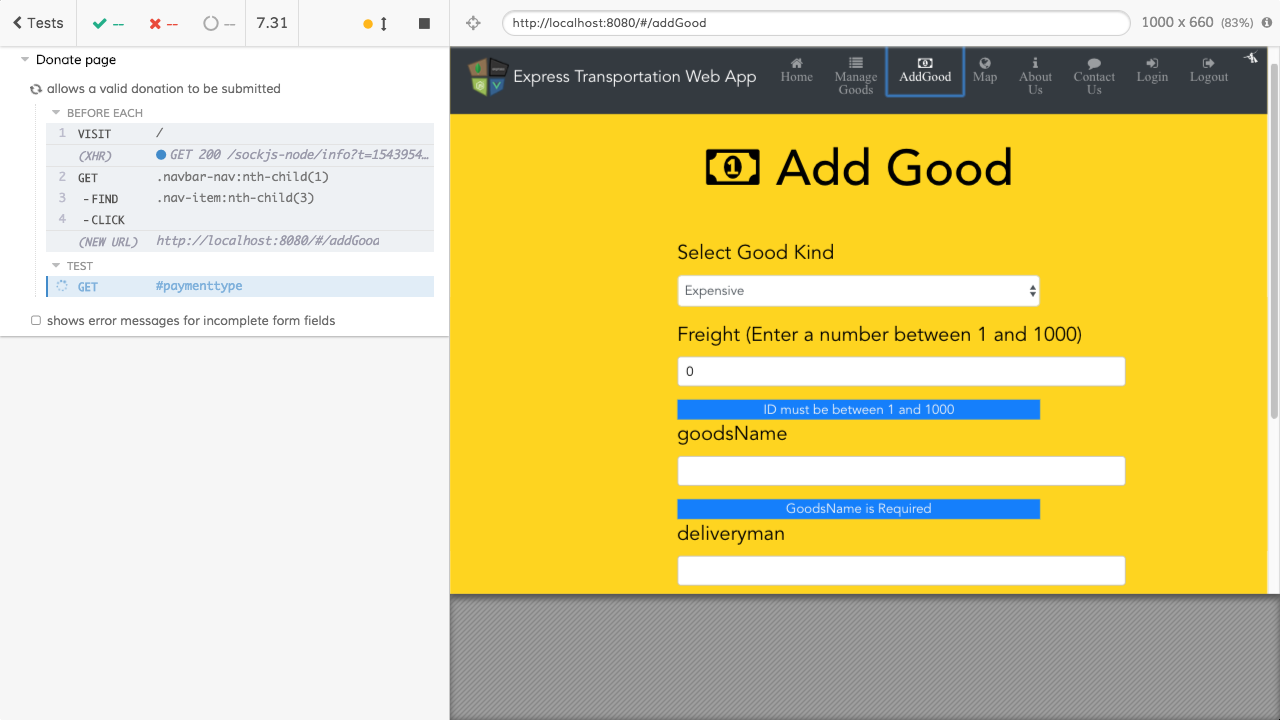 Tests
--
--
--
7.31
http://localhost:8080/#/addGood
1000 x 660 (83%)
Donate page
allows a valid donation to be submitted
BEFORE EACH
1 VISIT /
(XHR) GET 200 /sockjs-node/info?t=1543954…
2 GET .navbar-nav:nth-child(1)
3 -FIND .nav-item:nth-child(3)
4 -CLICK
(NEW URL) http://localhost:8080/#/addGood
TEST
GET #paymenttype
shows error messages for incomplete form fields
Express Transportation Web App
Home
Manage Goods
AddGood
Map
About Us
Contact Us
Login
Logout
Add Good
Select Good Kind
Expensive
Freight (Enter a number between 1 and 1000)
0
ID must be between 1 and 1000
goodsName
GoodsName is Required
deliveryman